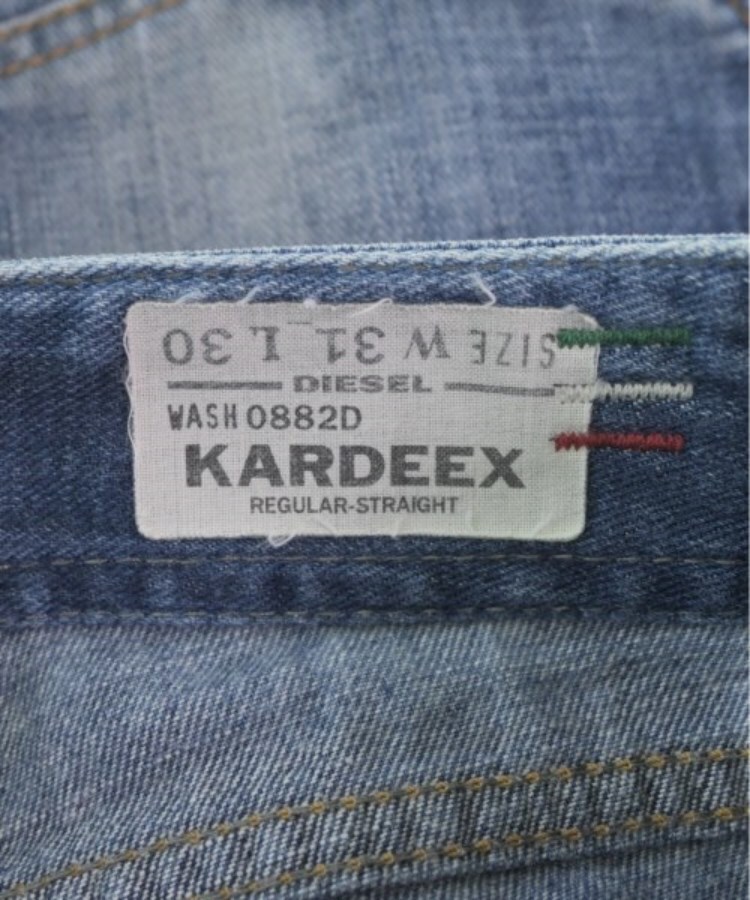 SIZE W 31 L 30
DIESEL
WASH 0882D
KARDEEX
REGULAR-STRAIGHT